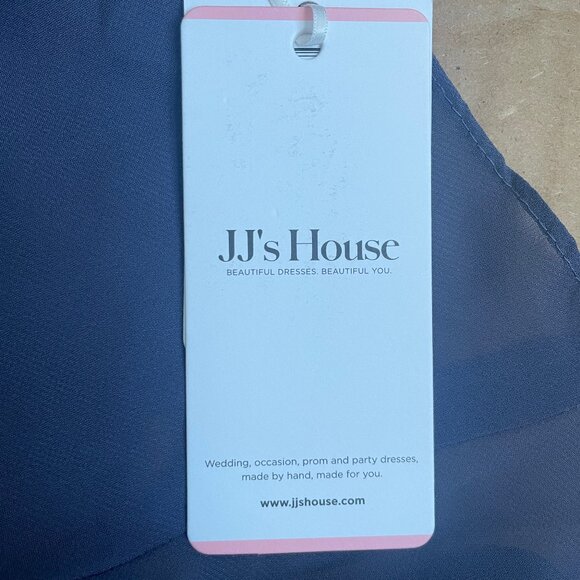 JJ's House
BEAUTIFUL DRESSES. BEAUTIFUL YOU.
Wedding, occasion, prom and party dresses,
made by hand, made for you.
www.jjshouse.com